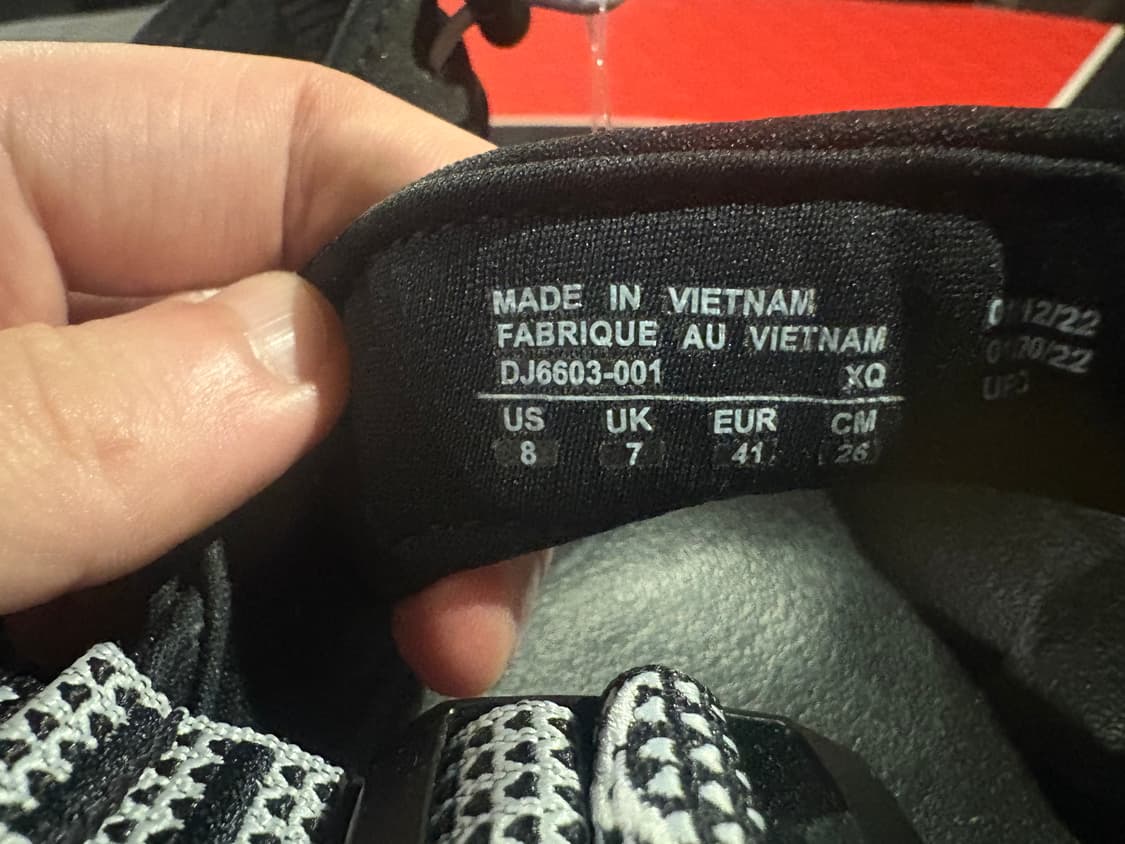 MADE IN VIETNAM
FABRIQUE AU VIETNAM
DJ6603-001 XQ
US UK EUR CM
8 7 41 26